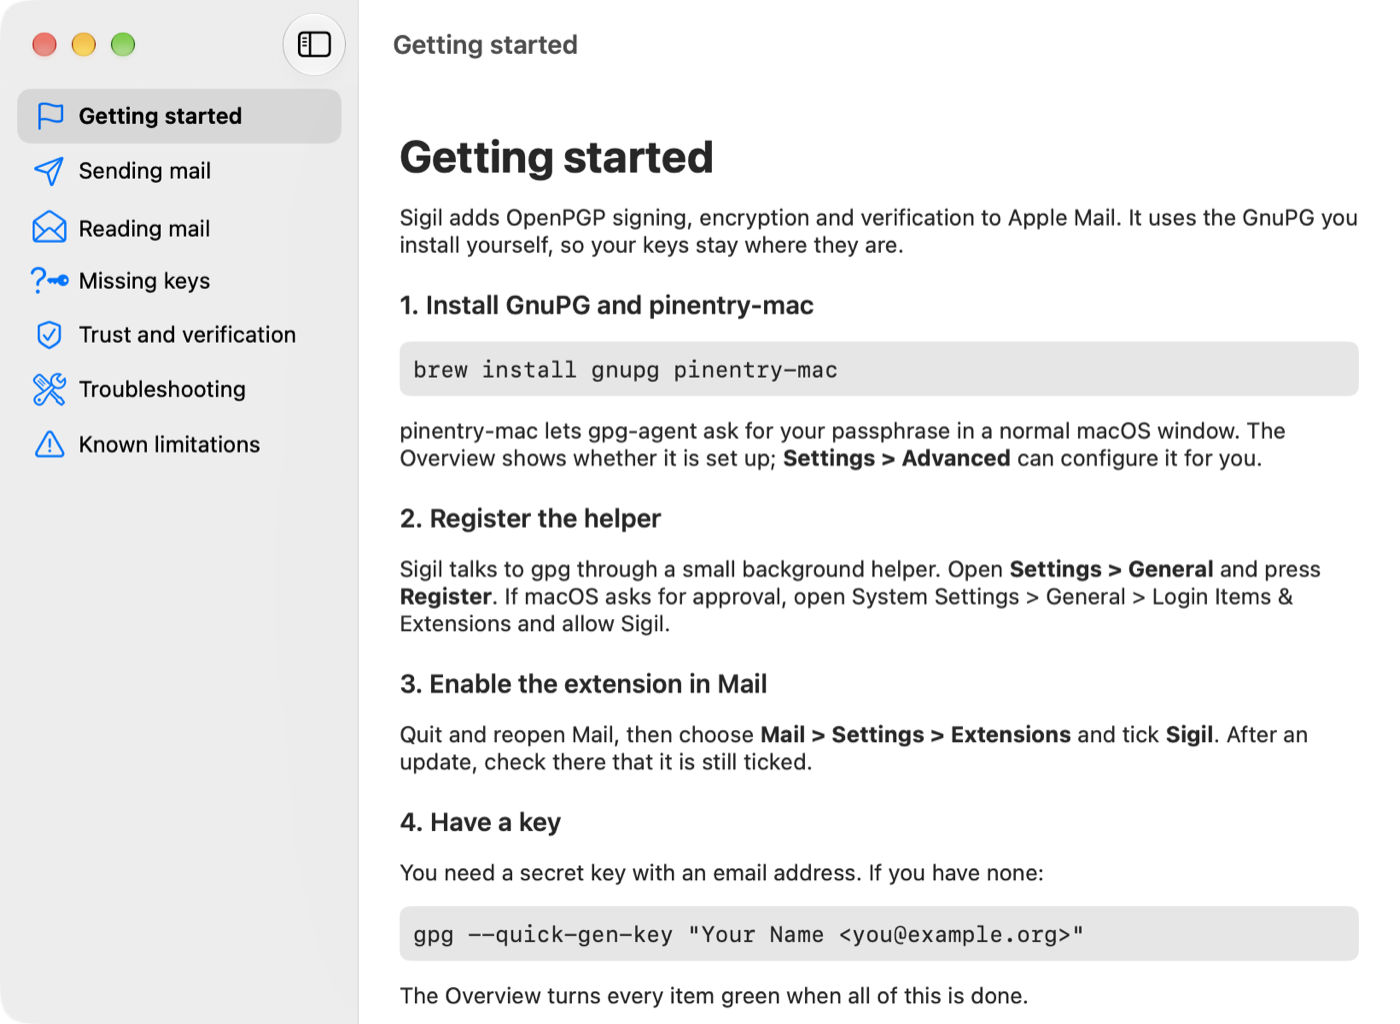 Getting started
Getting started
Sending mail
Reading mail
Missing keys
Trust and verification
Troubleshooting
Known limitations
Getting started
Sigil adds OpenPGP signing, encryption and verification to Apple Mail. It uses the GnuPG you
install yourself, so your keys stay where they are.
1. Install GnuPG and pinentry-mac
brew install gnupg pinentry-mac
pinentry-mac lets gpg-agent ask for your passphrase in a normal macOS window. The
Overview shows whether it is set up; Settings > Advanced can configure it for you.
2. Register the helper
Sigil talks to gpg through a small background helper. Open Settings > General and press
Register. If macOS asks for approval, open System Settings > General > Login Items &
Extensions and allow Sigil.
3. Enable the extension in Mail
Quit and reopen Mail, then choose Mail > Settings > Extensions and tick Sigil. After an
update, check there that it is still ticked.
4. Have a key
You need a secret key with an email address. If you have none:
gpg --quick-gen-key "Your Name <you@example.org>"
The Overview turns every item green when all of this is done.